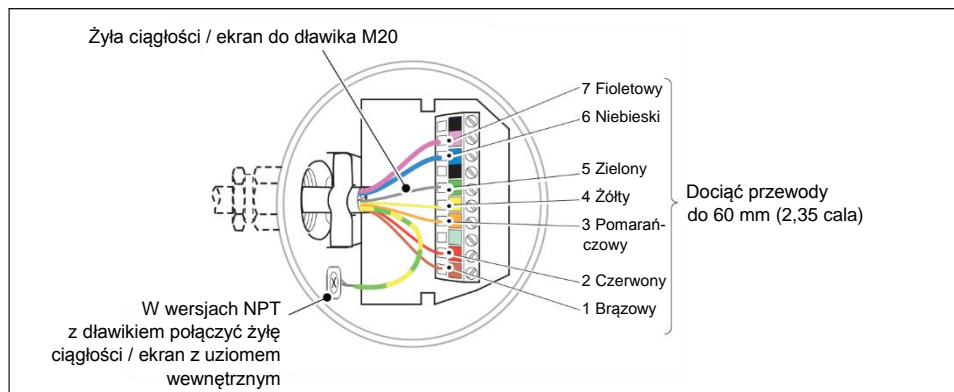 Żyła ciągłości / ekran do dławika M20
7 Fioletowy
6 Niebieski
5 Zielony
4 Żółty
3 Pomarań-
czowy
2 Czerwony
1 Brązowy
Dociąć przewody
do 60 mm (2,35 cala)
W wersjach NPT
z dławikiem połączyć żyłę
ciągłości / ekran z uziomem
wewnętrznym